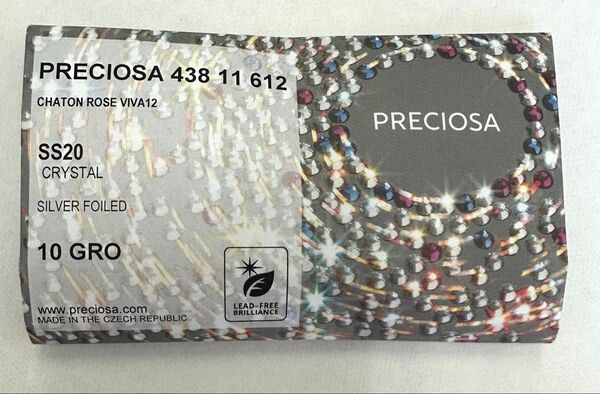 PRECIOSA 438 11 612
CHATON ROSE VIVA12
SS20
CRYSTAL
SILVER FOILED
10 GRO
LEAD-FREE
BRILLIANCE
www.preciosa.com
MADE IN THE CZECH REPUBLIC
PRECIOSA